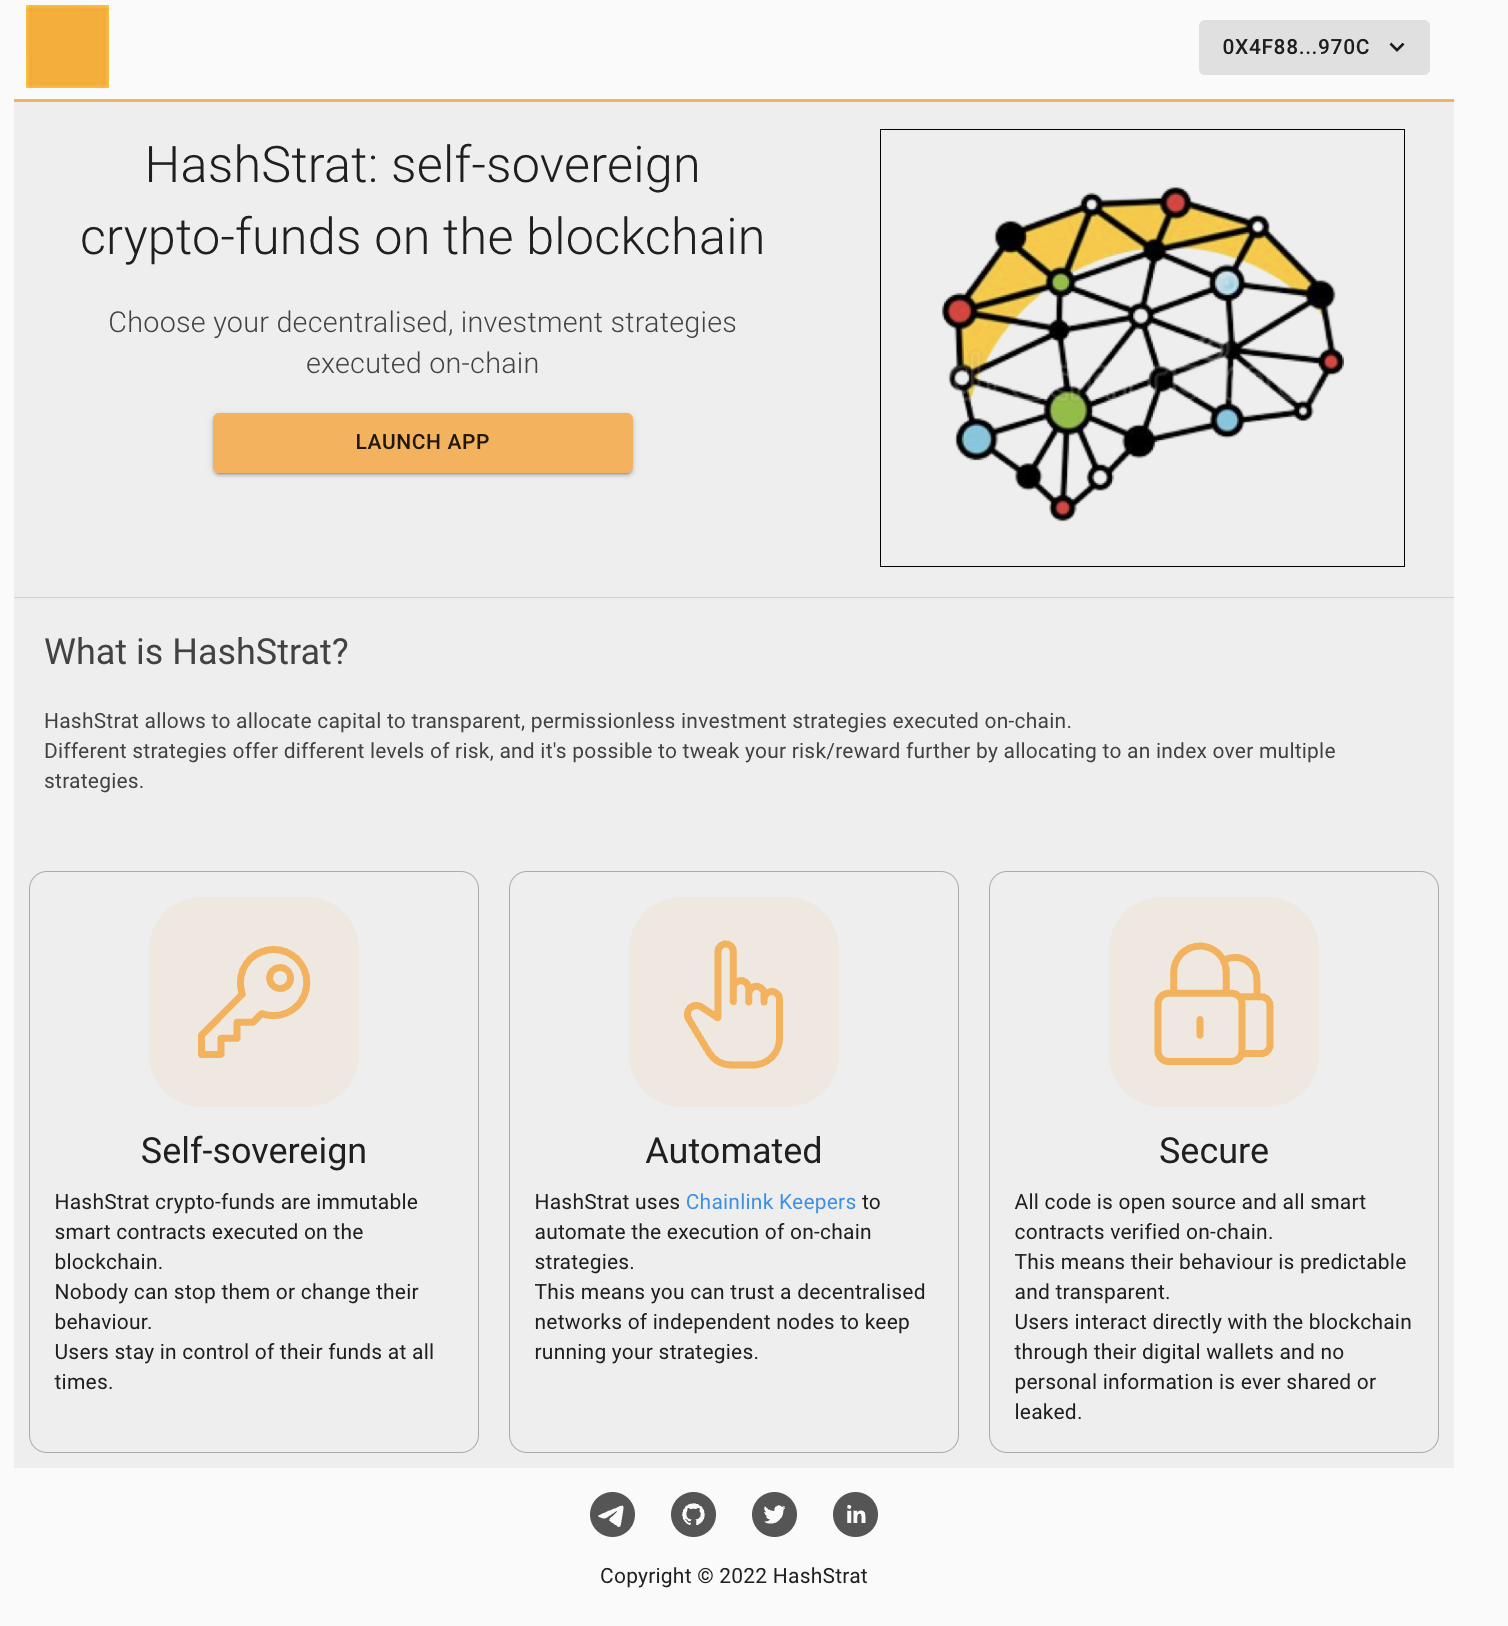 0X4F88...970C
HashStrat: self-sovereign
crypto-funds on the blockchain
Choose your decentralised, investment strategies
executed on-chain
LAUNCH APP
What is HashStrat?
HashStrat allows to allocate capital to transparent, permissionless investment strategies executed on-chain.
Different strategies offer different levels of risk, and it's possible to tweak your risk/reward further by allocating to an index over multiple
strategies.
Self-sovereign
HashStrat crypto-funds are immutable
smart contracts executed on the
blockchain.
Nobody can stop them or change their
behaviour.
Users stay in control of their funds at all
times.
Automated
HashStrat uses Chainlink Keepers to
automate the execution of on-chain
strategies.
This means you can trust a decentralised
networks of independent nodes to keep
running your strategies.
Secure
All code is open source and all smart
contracts verified on-chain.
This means their behaviour is predictable
and transparent.
Users interact directly with the blockchain
through their digital wallets and no
personal information is ever shared or
leaked.
in
Copyright © 2022 HashStrat